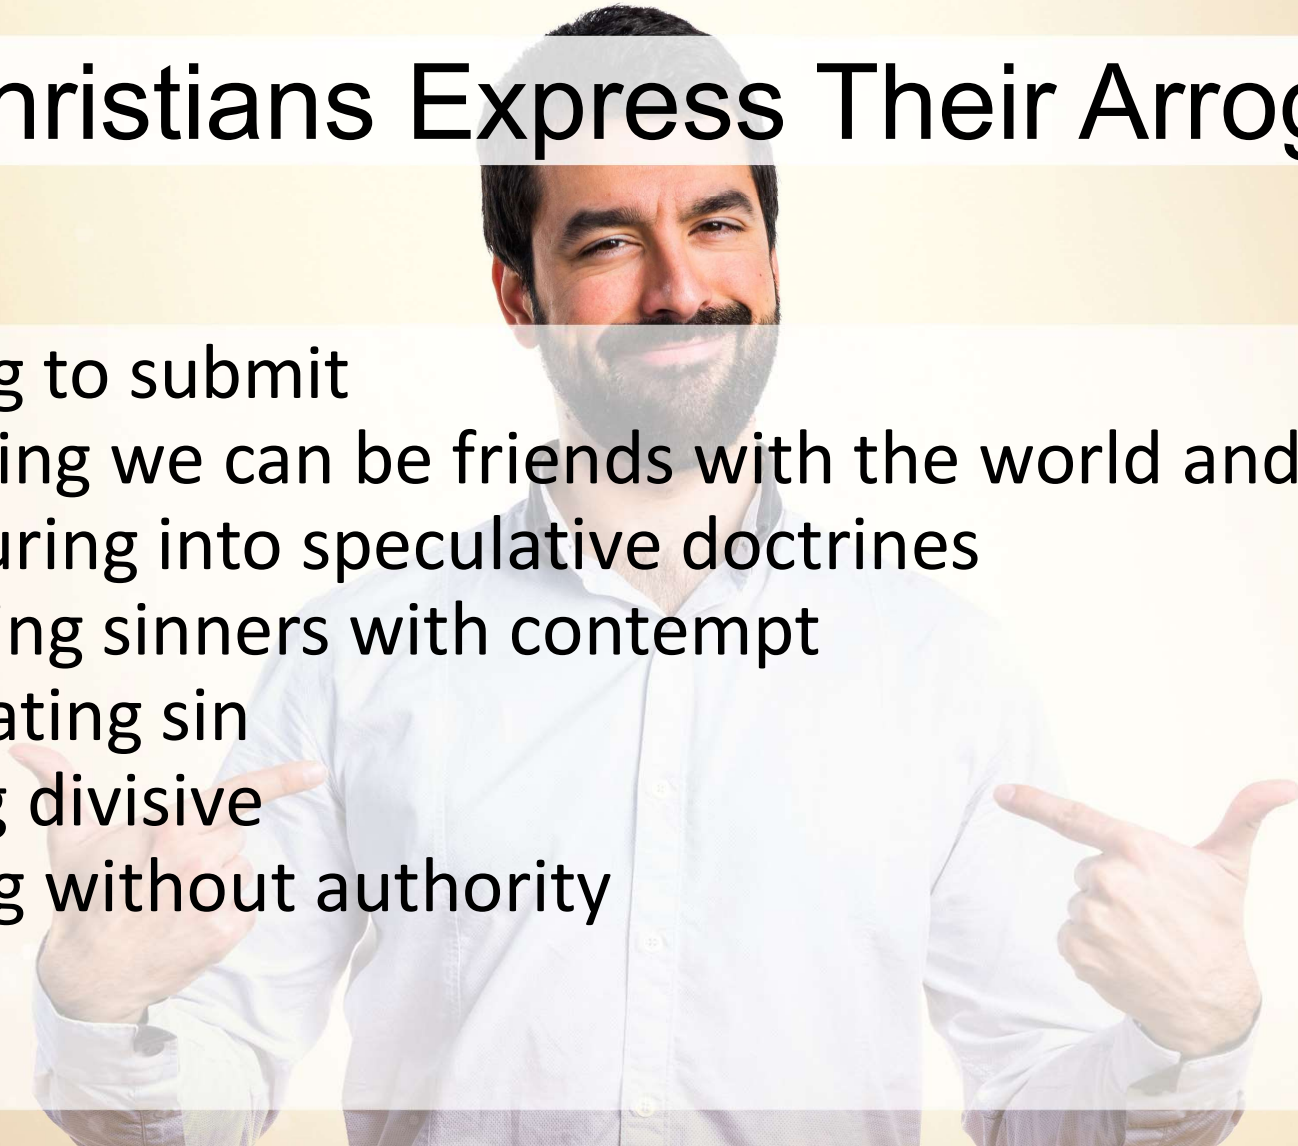 hristians Express Their Arrog
g to submit
ing we can be friends with the world and
uring into speculative doctrines
ing sinners with contempt
ating sin
g divisive
g without authority